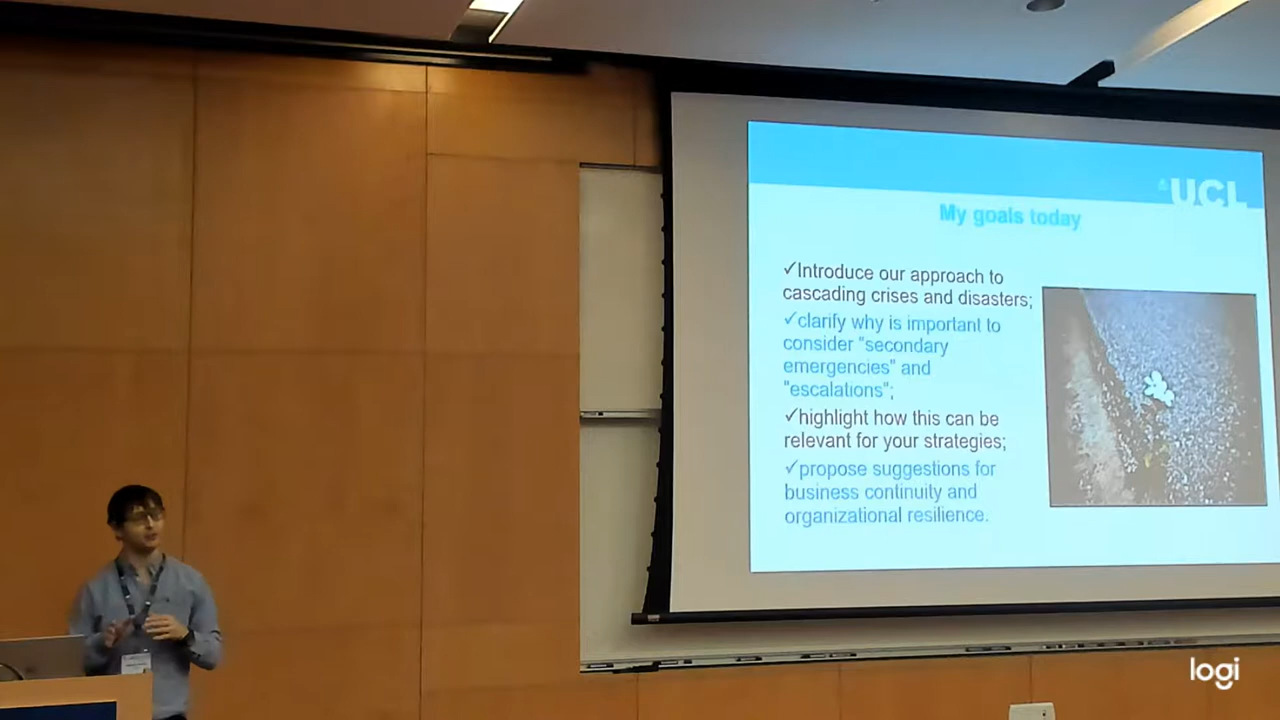 UCL
My goals today
✓Introduce our approach to
cascading crises and disasters;
✓clarify why is important to
consider "secondary
emergencies" and
"escalations";
✓highlight how this can be
relevant for your strategies;
✓propose suggestions for
business continuity and
organizational resilience.
logi